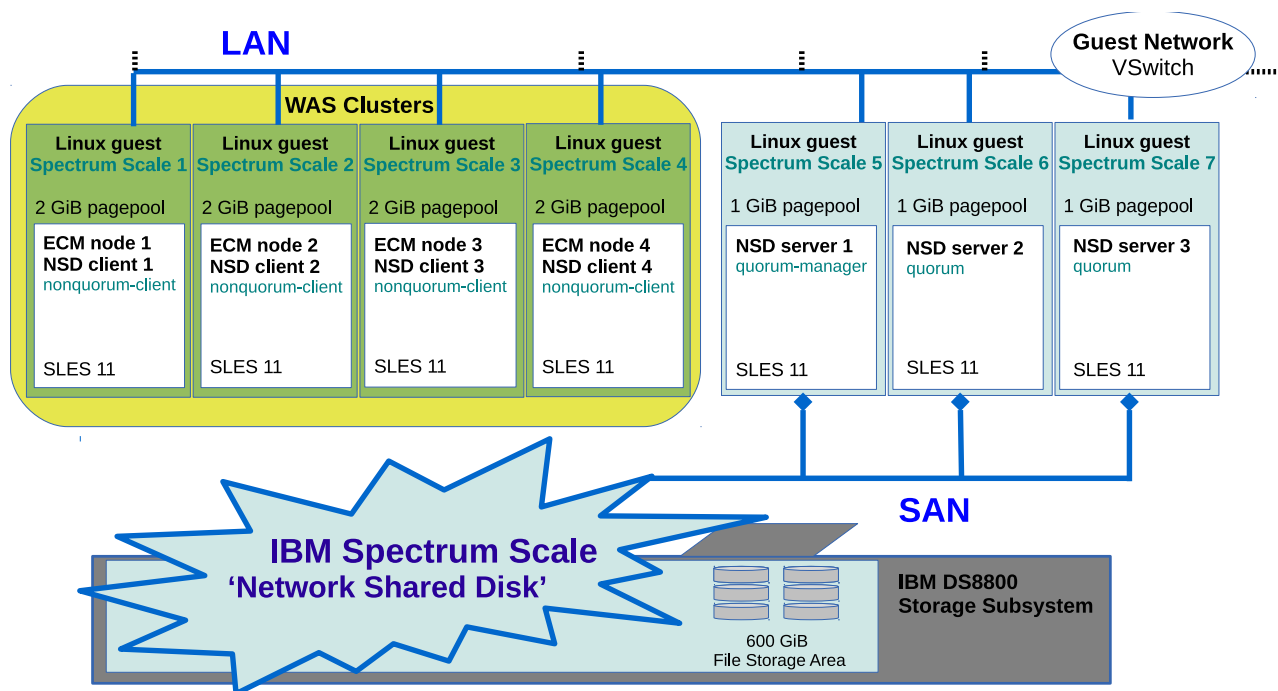 LAN
Guest Network
VSwitch
WAS Clusters
Linux guest
Spectrum Scale 1
2 GiB pagepool
ECM node 1
NSD client 1
nonquorum-client
SLES 11
Linux guest
Spectrum Scale 2
2 GiB pagepool
ECM node 2
NSD client 2
nonquorum-client
SLES 11
Linux guest
Spectrum Scale 3
2 GiB pagepool
ECM node 3
NSD client 3
nonquorum-client
SLES 11
Linux guest
Spectrum Scale 4
2 GiB pagepool
ECM node 4
NSD client 4
nonquorum-client
SLES 11
Linux guest
Spectrum Scale 5
1 GiB pagepool
NSD server 1
quorum-manager
SLES 11
Linux guest
Spectrum Scale 6
1 GiB pagepool
NSD server 2
quorum
SLES 11
Linux guest
Spectrum Scale 7
1 GiB pagepool
NSD server 3
quorum
SLES 11
SAN
IBM Spectrum Scale
‘Network Shared Disk’
600 GiB
File Storage Area
IBM DS8800
Storage Subsystem